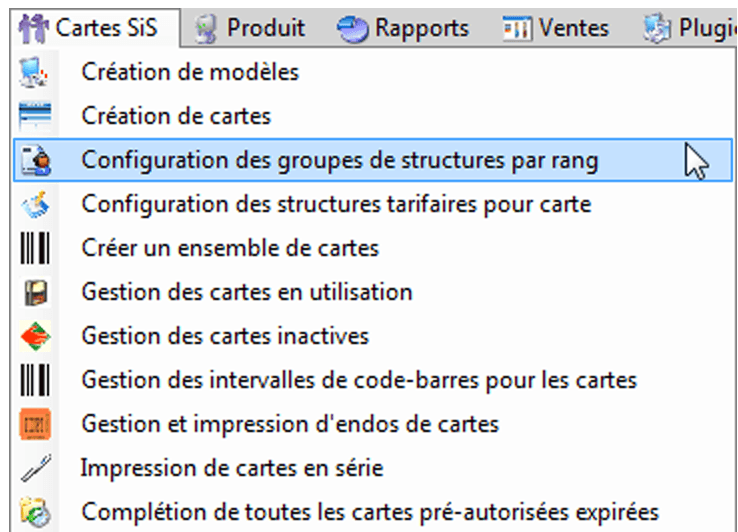 Cartes SiS Produit Rapports Ventes Plugi
Création de modèles
Création de cartes
Configuration des groupes de structures par rang
Configuration des structures tarifaires pour carte
Créer un ensemble de cartes
Gestion des cartes en utilisation
Gestion des cartes inactives
Gestion des intervalles de code-barres pour les cartes
Gestion et impression d'endos de cartes
Impression de cartes en série
Complétion de toutes les cartes pré-autorisées expirées